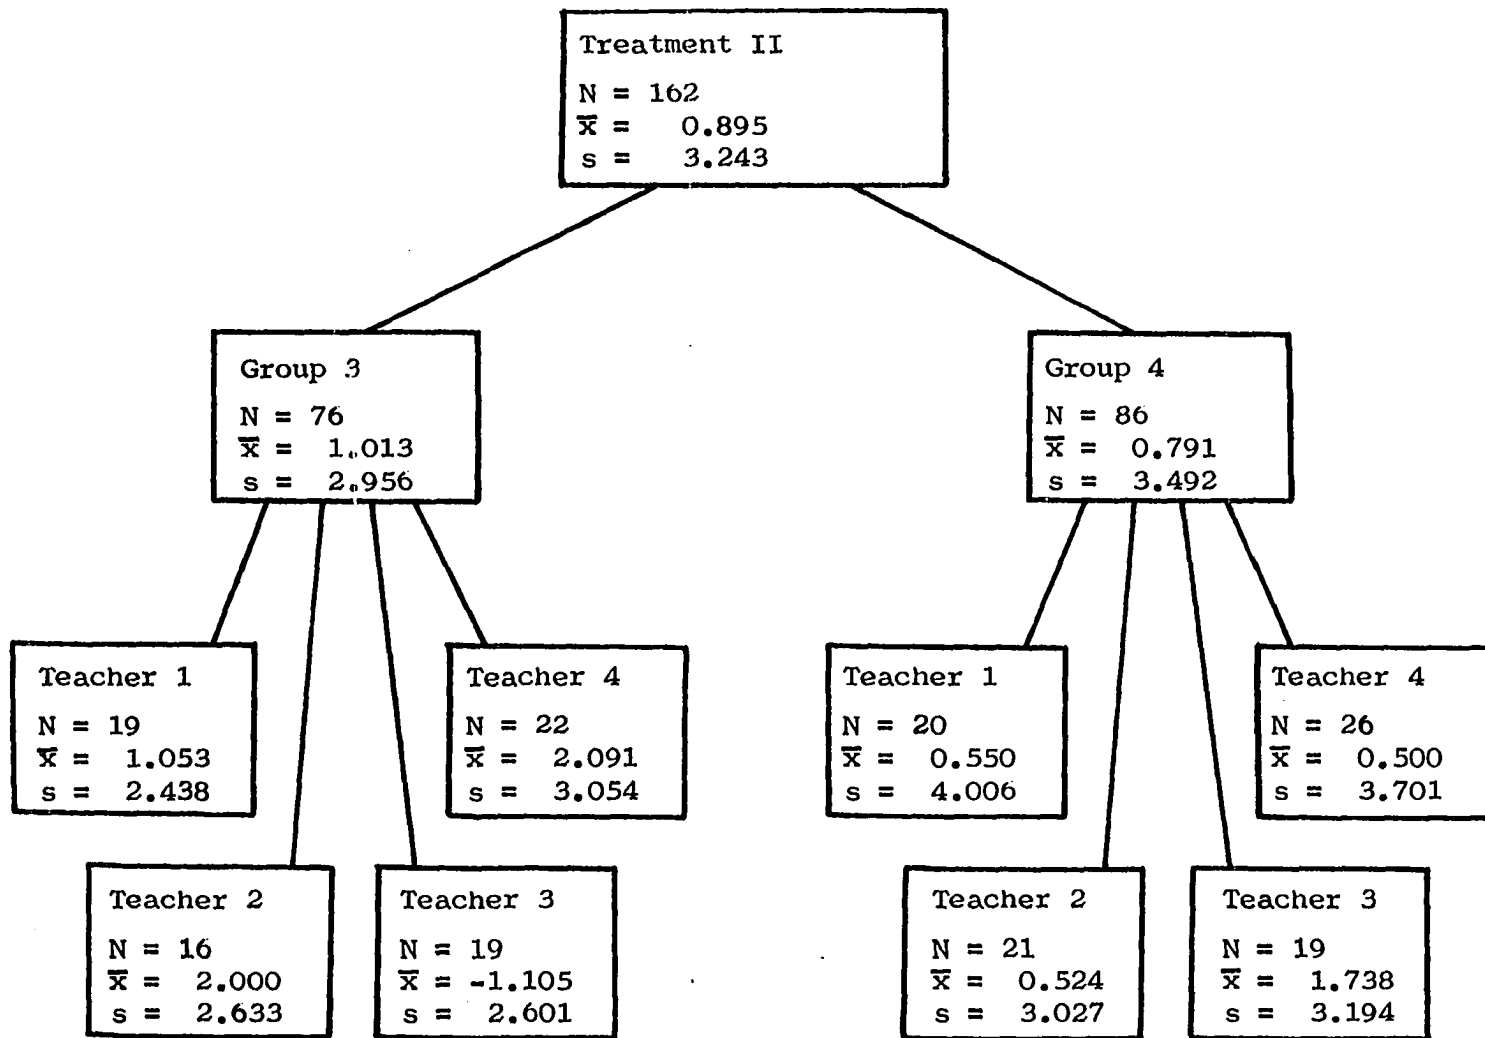 Treatment II
N = 162
x̅ = 0.895
s = 3.243
Group 3
N = 76
x̅ = 1.013
s = 2.956
Group 4
N = 86
x̅ = 0.791
s = 3.492
Teacher 1
N = 19
x̅ = 1.053
s = 2.438
Teacher 4
N = 22
x̅ = 2.091
s = 3.054
Teacher 1
N = 20
x̅ = 0.550
s = 4.006
Teacher 4
N = 26
x̅ = 0.500
s = 3.701
Teacher 2
N = 16
x̅ = 2.000
s = 2.633
Teacher 3
N = 19
x̅ = -1.105
s = 2.601
Teacher 2
N = 21
x̅ = 0.524
s = 3.027
Teacher 3
N = 19
x̅ = 1.738
s = 3.194